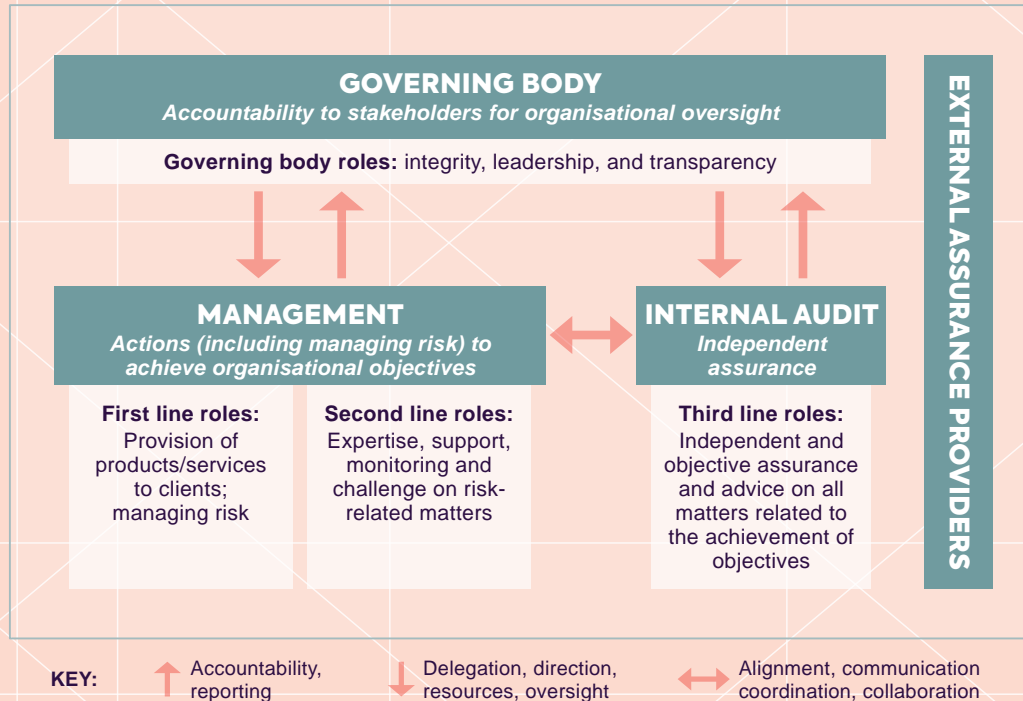 GOVERNING BODY
Accountability to stakeholders for organisational oversight
Governing body roles: integrity, leadership, and transparency
MANAGEMENT
Actions (including managing risk) to
achieve organisational objectives
First line roles:
Provision of
products/services
to clients;
managing risk
Second line roles:
Expertise, support,
monitoring and
challenge on risk-
related matters
INTERNAL AUDIT
Independent
assurance
Third line roles:
Independent and
objective assurance
and advice on all
matters related to
the achievement of
objectives
EXTERNAL ASSURANCE PROVIDERS
KEY:
Accountability,
reporting
Delegation, direction,
resources, oversight
Alignment, communication
coordination, collaboration